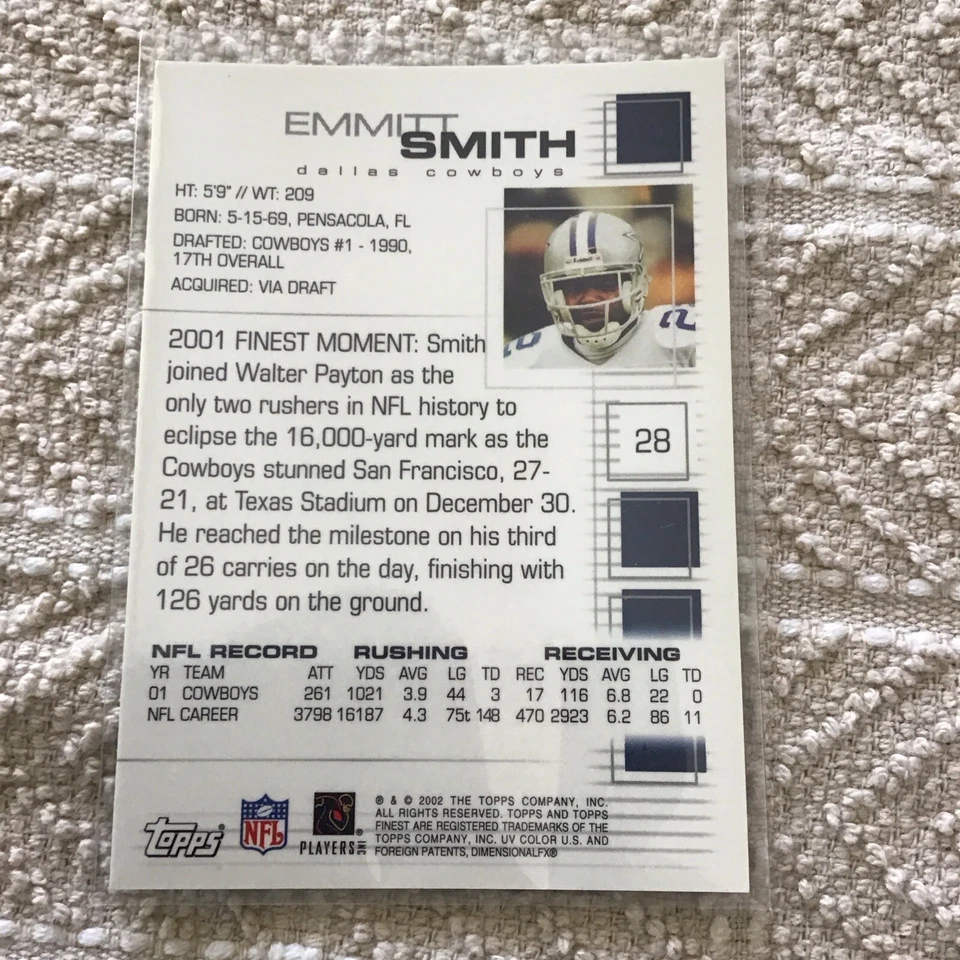 EMMITT
SMITH
dallas cowboys
HT: 5'9" // WT: 209
BORN: 5-15-69, PENSACOLA, FL
DRAFTED: COWBOYS #1 - 1990,
17TH OVERALL
ACQUIRED: VIA DRAFT
Riddell
2001 FINEST MOMENT: Smith
joined Walter Payton as the
only two rushers in NFL history to
eclipse the 16,000-yard mark as the
Cowboys stunned San Francisco, 27-
21, at Texas Stadium on December 30.
He reached the milestone on his third
of 26 carries on the day, finishing with
126 yards on the ground.
28
NFL RECORD RUSHING RECEIVING
YR TEAM ATT YDS AVG LG TD REC YDS AVG LG TD
01 COWBOYS 261 1021 3.9 44 3 17 116 6.8 22 0
NFL CAREER 3798 16187 4.3 75t 148 470 2923 6.2 86 11
Topps®
NFL
PLAYERS INC®
® & © 2002 THE TOPPS COMPANY, INC.
ALL RIGHTS RESERVED. TOPPS AND TOPPS
FINEST ARE REGISTERED TRADEMARKS OF THE
TOPPS COMPANY, INC. UV COLOR U.S. AND
FOREIGN PATENTS, DIMENSIONALFX®